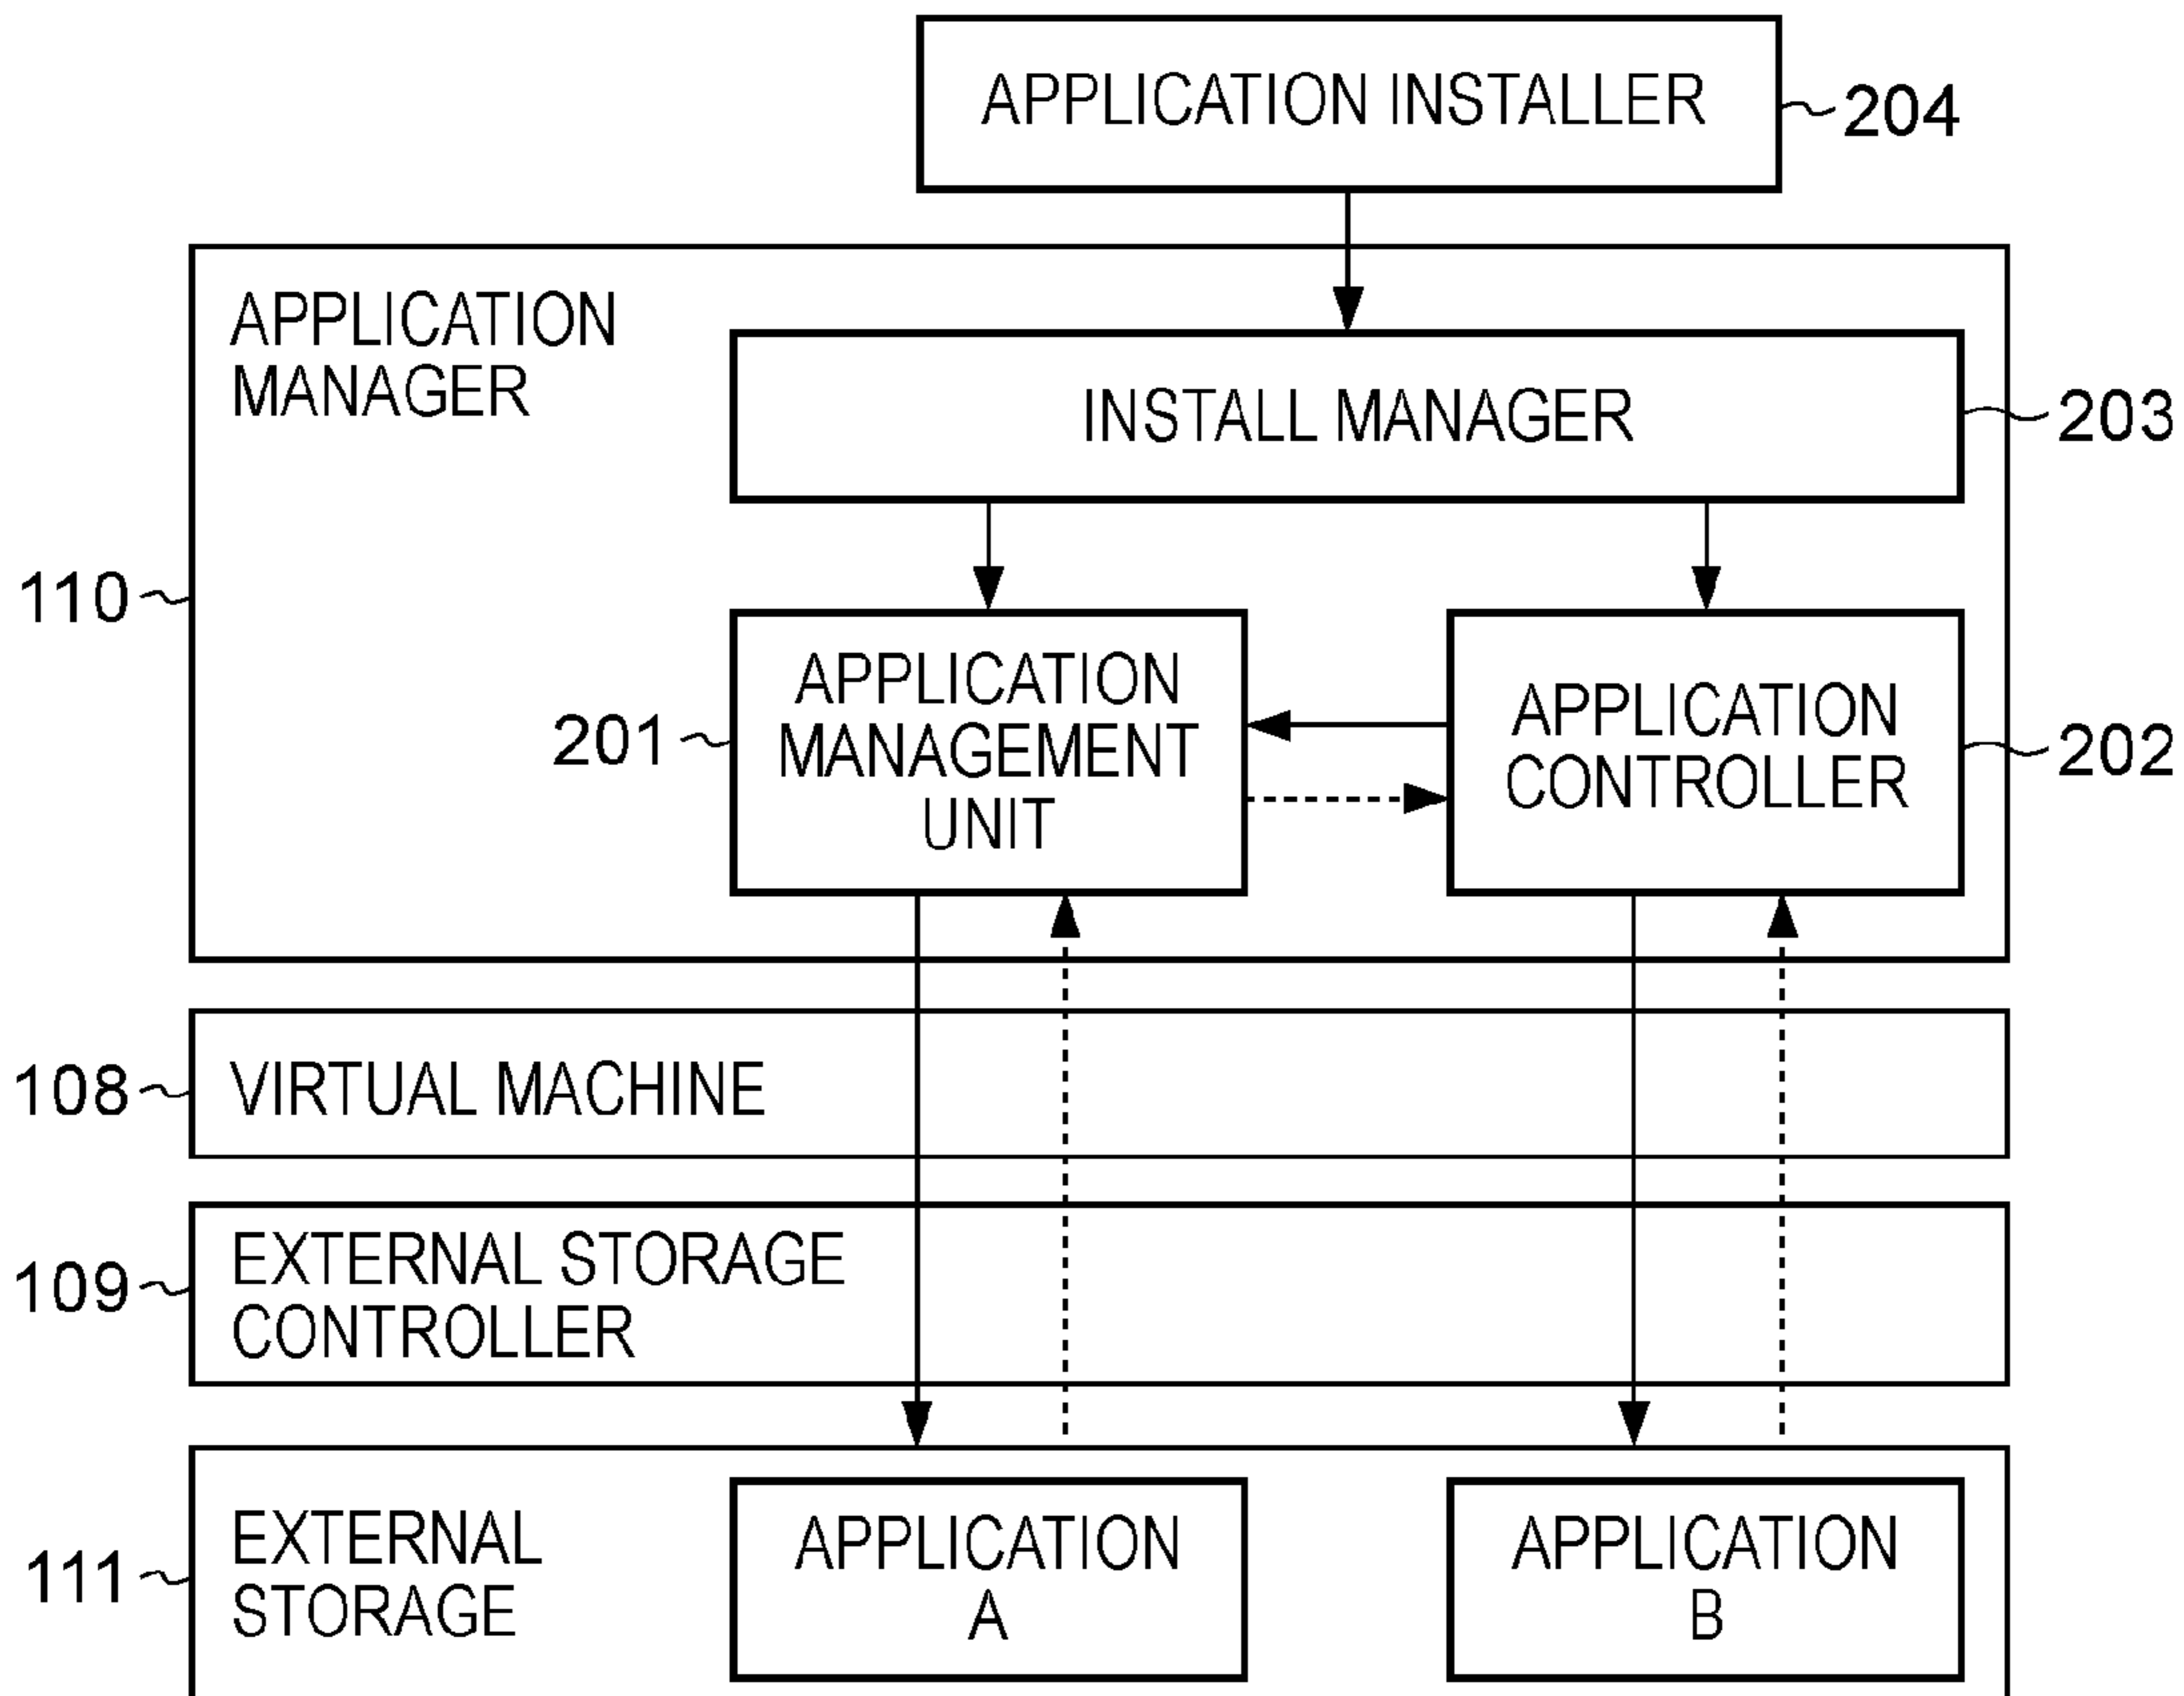 APPLICATION INSTALLER
204
APPLICATION
MANAGER
INSTALL MANAGER
203
110
APPLICATION
MANAGEMENT
UNIT
201
APPLICATION
CONTROLLER
202
108
VIRTUAL MACHINE
109
EXTERNAL STORAGE
CONTROLLER
111
EXTERNAL
STORAGE
APPLICATION
A
APPLICATION
B